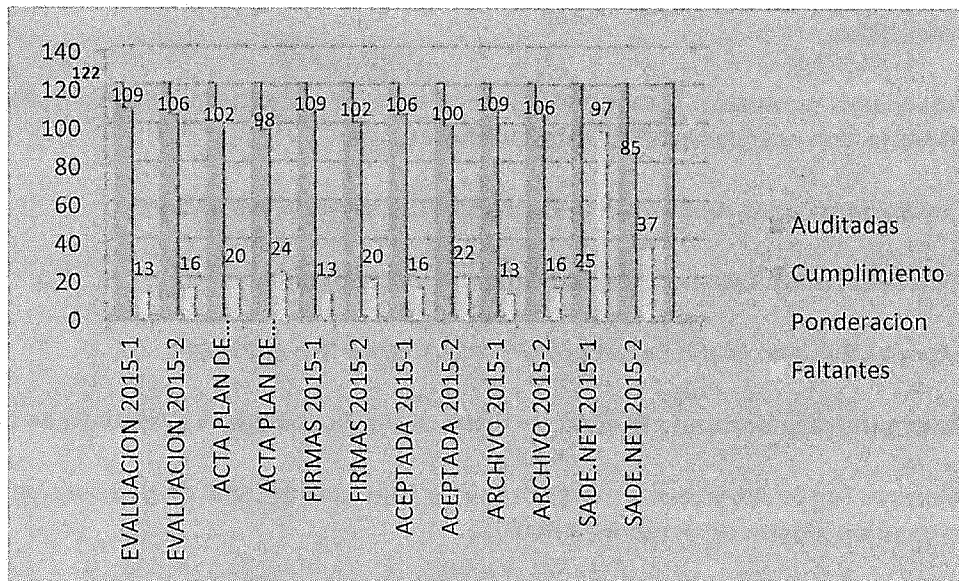 140
122
120
100
80
60
40
20
0
109 106 102 98 109 102 106 100 109 106 25 85
13 16 20 24 13 20 16 22 13 16 97 37
EVALUACION 2015-1
EVALUACION 2015-2
ACTA PLAN DE...
ACTA PLAN DE...
FIRMAS 2015-1
FIRMAS 2015-2
ACEPTADA 2015-1
ACEPTADA 2015-2
ARCHIVO 2015-1
ARCHIVO 2015-2
SADE.NET 2015-1
SADE.NET 2015-2
Auditadas
Cumplimiento
Ponderacion
Faltantes